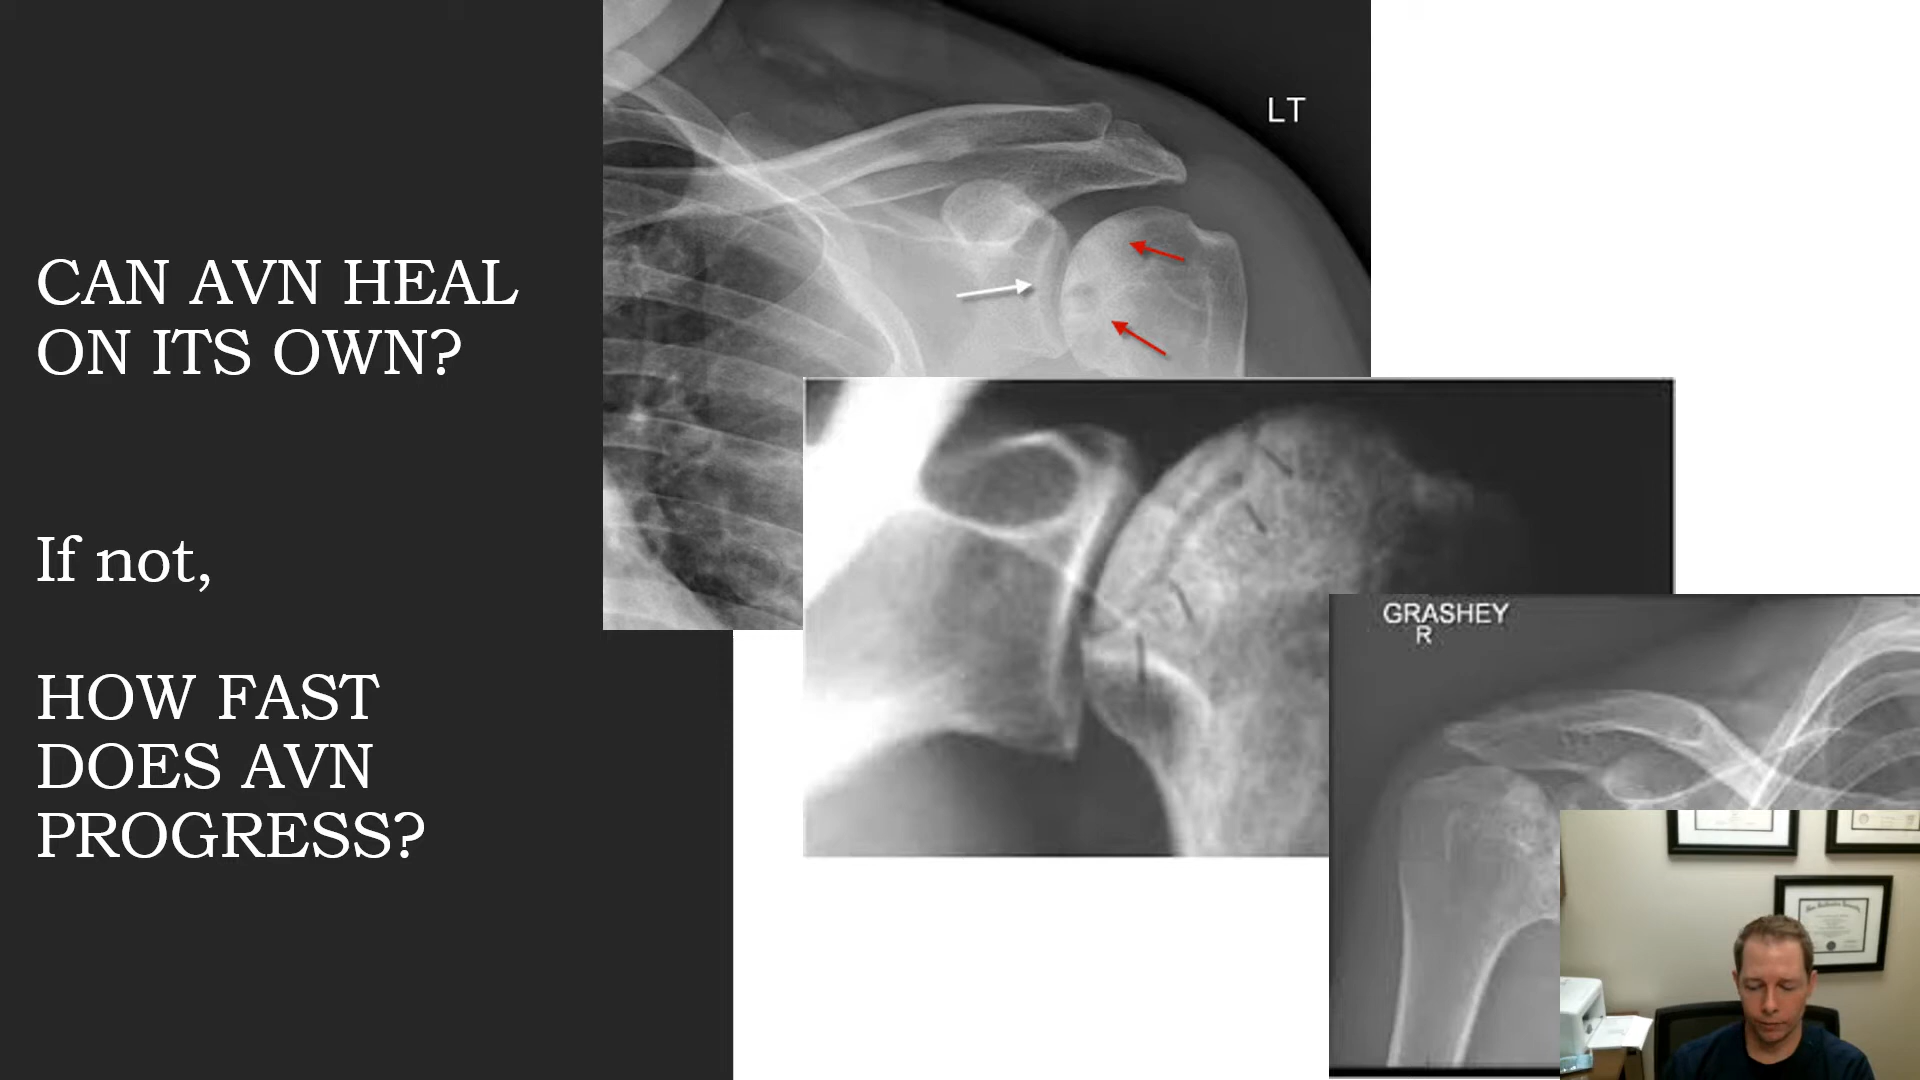 CAN AVN HEAL
ON ITS OWN?
If not,
HOW FAST
DOES AVN
PROGRESS?
LT
GRASHEY
R